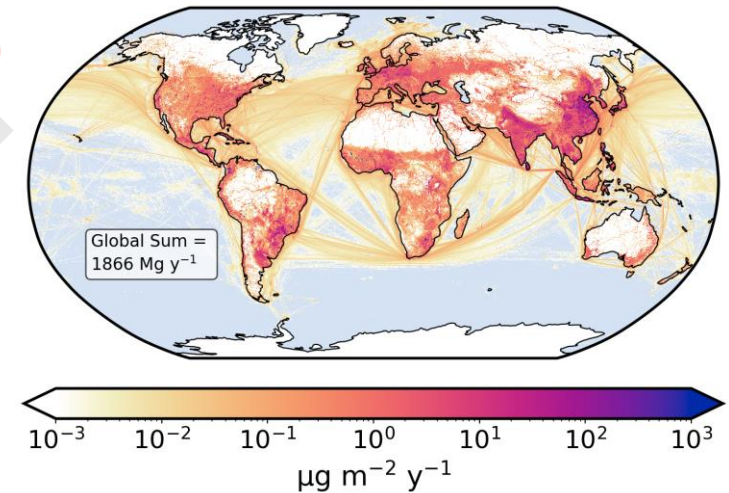 Global Sum =
1866 Mg y⁻¹
10⁻³ 10⁻² 10⁻¹ 10⁰ 10¹ 10² 10³
µg m⁻² y⁻¹